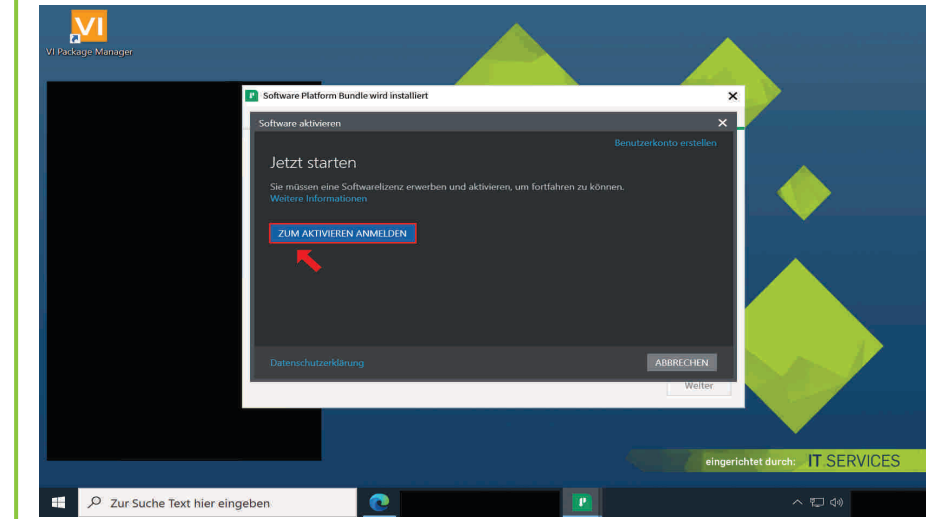 VI
VI Package Manager
Software Platform Bundle wird installiert
Software aktivieren
Benutzerkonto erstellen
Jetzt starten
Sie müssen eine Softwarelizenz erwerben und aktivieren, um fortfahren zu können.
Weitere Informationen
ZUM AKTIVIEREN ANMELDEN
Datenschutzerklärung
ABBRECHEN
Weiter
eingerichtet durch: IT SERVICES
Zur Suche Text hier eingeben